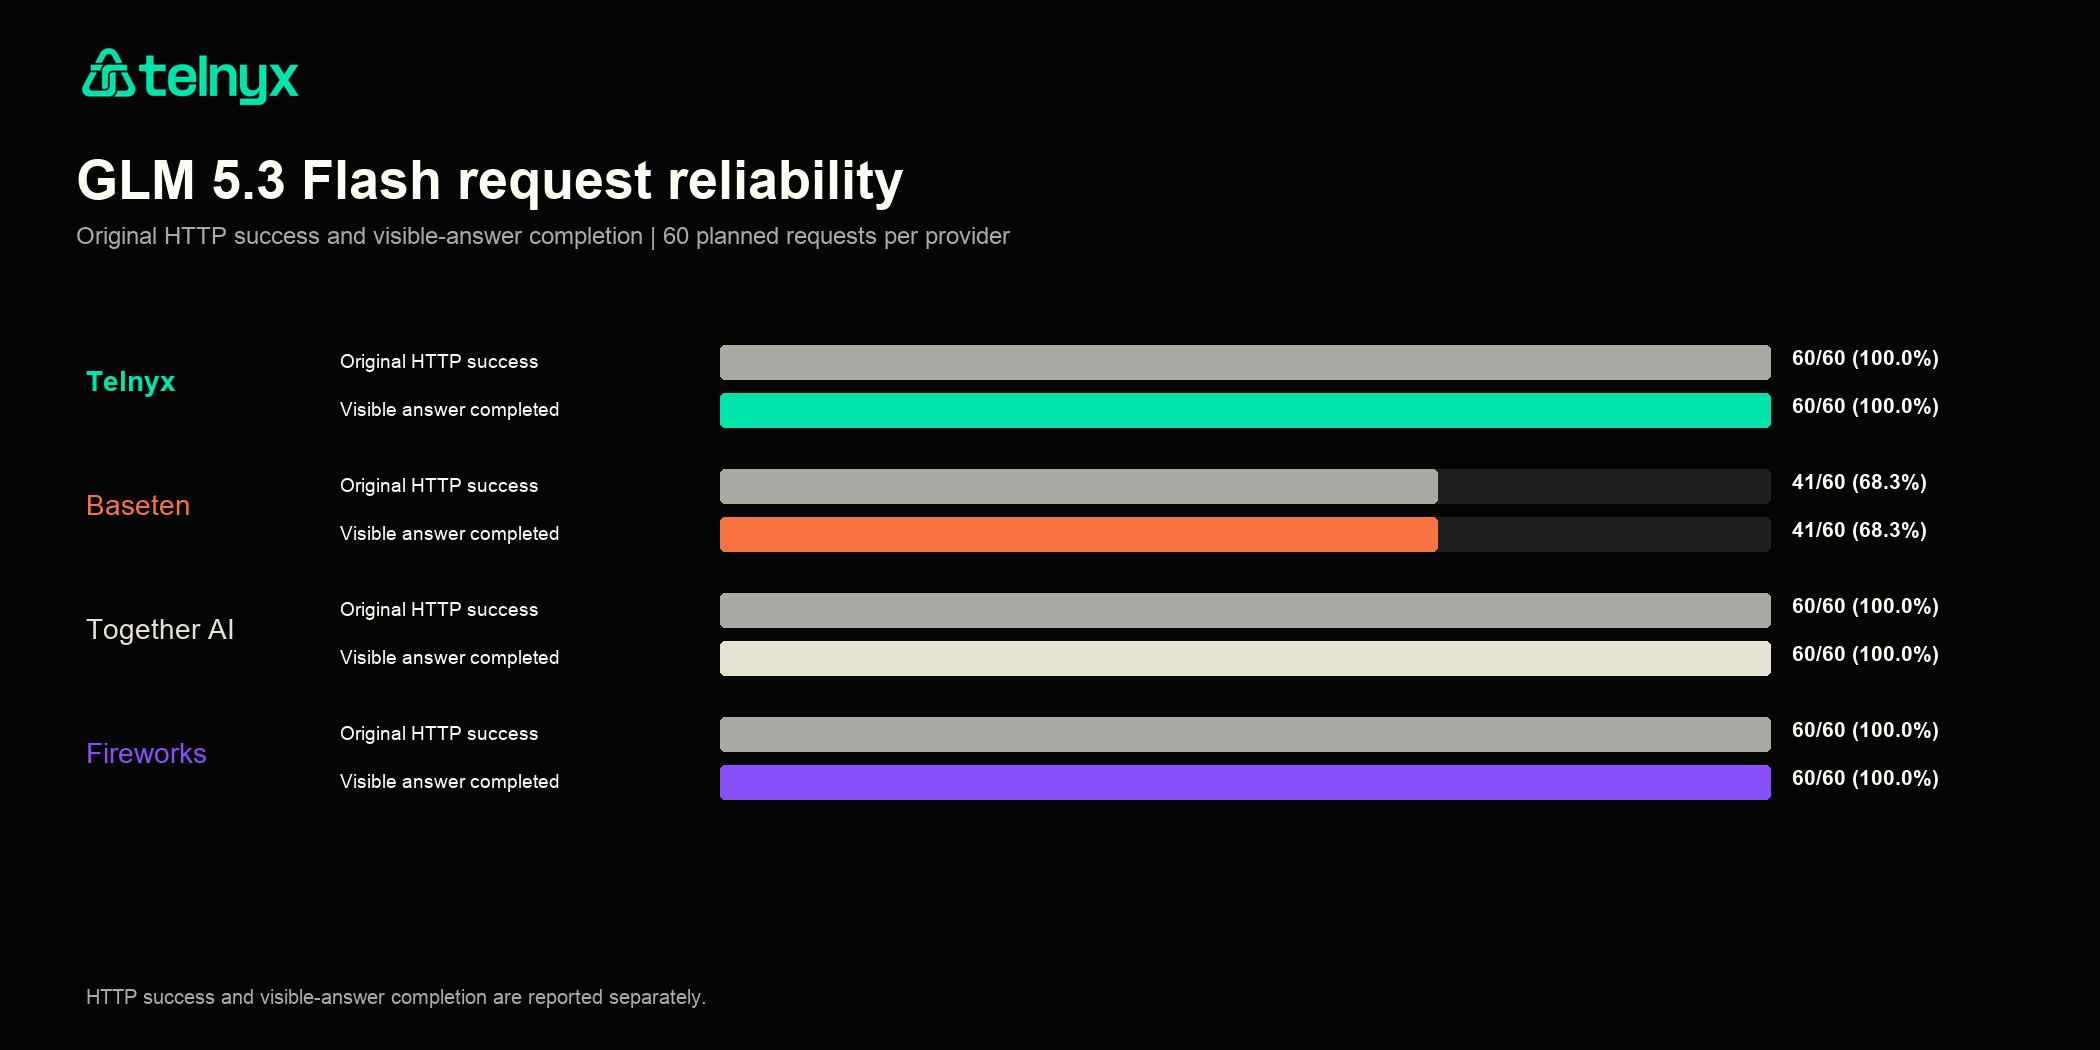 telnyx
GLM 5.3 Flash request reliability
Original HTTP success and visible-answer completion | 60 planned requests per provider
Telnyx
Original HTTP success
60/60 (100.0%)
Visible answer completed
60/60 (100.0%)
Baseten
Original HTTP success
41/60 (68.3%)
Visible answer completed
41/60 (68.3%)
Together AI
Original HTTP success
60/60 (100.0%)
Visible answer completed
60/60 (100.0%)
Fireworks
Original HTTP success
60/60 (100.0%)
Visible answer completed
60/60 (100.0%)
HTTP success and visible-answer completion are reported separately.